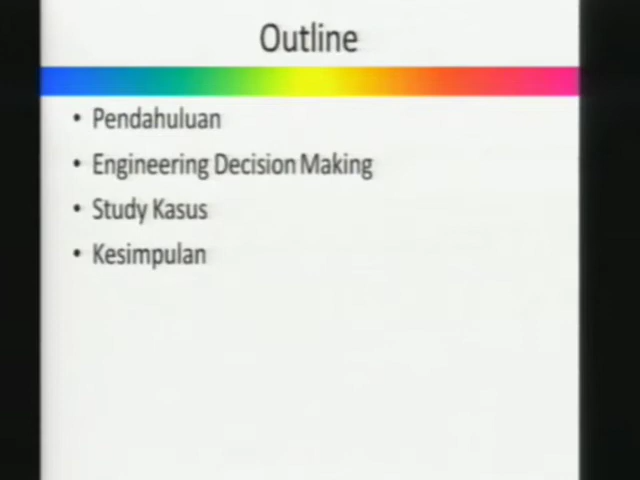 Outline
• Pendahuluan
• Engineering Decision Making
• Study Kasus
• Kesimpulan